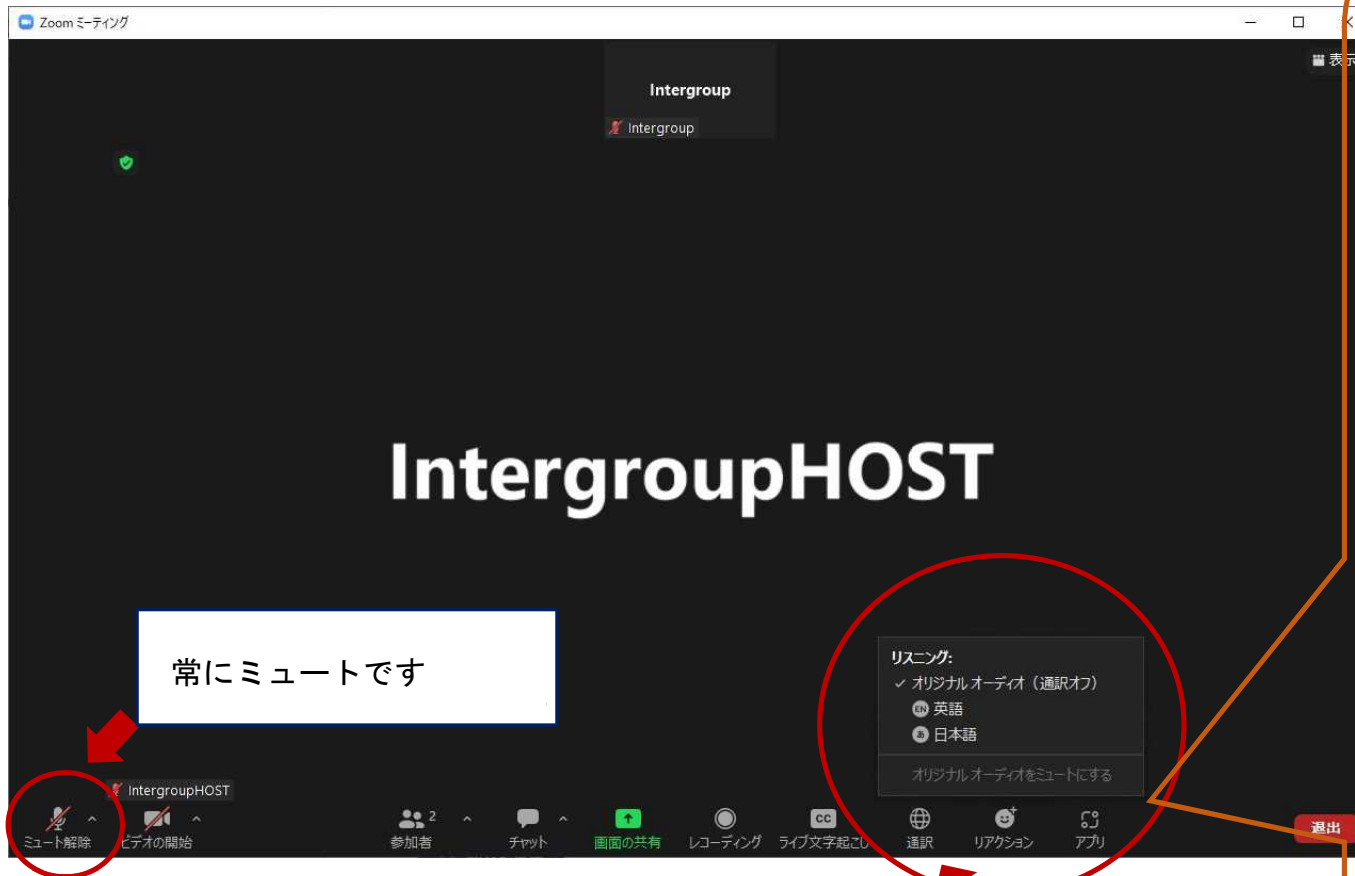 Zoom ミーティング
表示
Intergroup
Intergroup
IntergroupHOST
常にミュートです
リスニング:
オリジナル オーディオ（通訳オフ）
EN 英語
あ 日本語
オリジナル オーディオをミュートにする
IntergroupHOST
2
ミュート解除 ビデオの開始 参加者 チャット 画面の共有 レコーディング CC ライブ文字起こし 通訳 リアクション アプリ 退出